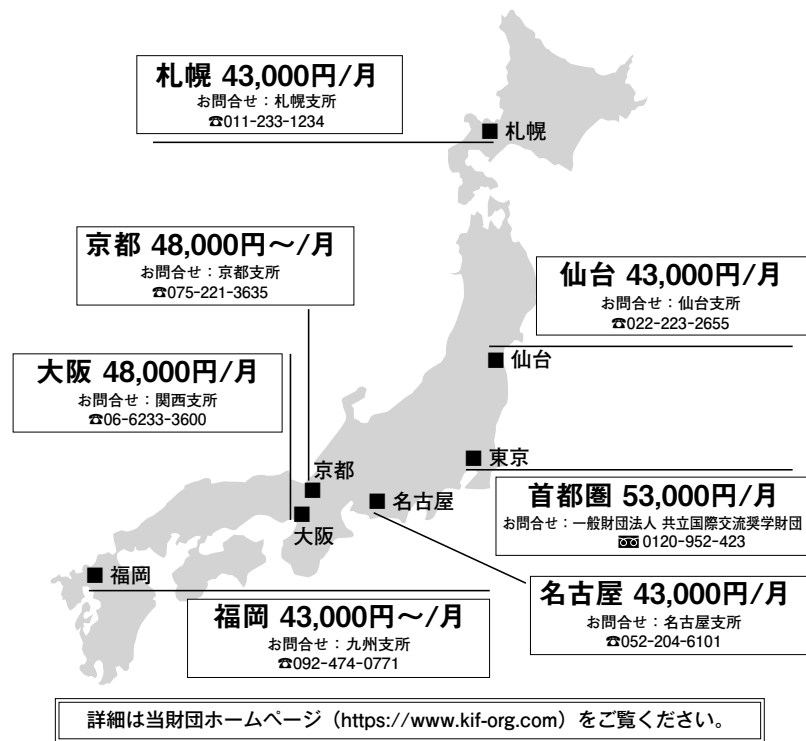 札幌 43,000円/月
お問合せ：札幌支所
☎011-233-1234
札幌
京都 48,000円〜/月
お問合せ：京都支所
☎075-221-3635
仙台 43,000円/月
お問合せ：仙台支所
☎022-223-2655
仙台
大阪 48,000円/月
お問合せ：関西支所
☎06-6233-3600
東京
京都
名古屋
大阪
首都圏 53,000円/月
お問合せ：一般財団法人 共立国際交流奨学財団
0120-952-423
福岡
名古屋 43,000円/月
お問合せ：名古屋支所
☎052-204-6101
福岡 43,000円〜/月
お問合せ：九州支所
☎092-474-0771
詳細は当財団ホームページ（https://www.kif-org.com）をご覧ください。